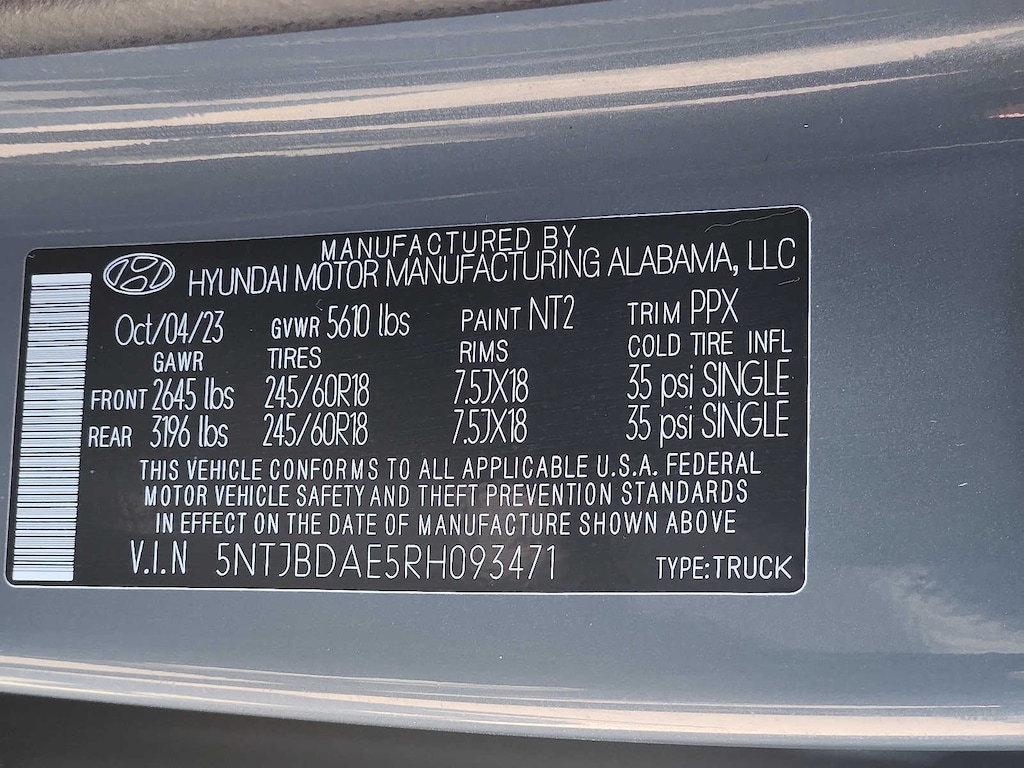 MANUFACTURED BY
HYUNDAI MOTOR MANUFACTURING ALABAMA, LLC
Oct/04/23 GVWR 5610 lbs PAINT NT2 TRIM PPX
GAWR TIRES RIMS COLD TIRE INFL
FRONT 2645 lbs 245/60R18 7.5JX18 35 psi SINGLE
REAR 3196 lbs 245/60R18 7.5JX18 35 psi SINGLE
THIS VEHICLE CONFORMS TO ALL APPLICABLE U.S.A. FEDERAL
MOTOR VEHICLE SAFETY AND THEFT PREVENTION STANDARDS
IN EFFECT ON THE DATE OF MANUFACTURE SHOWN ABOVE
V.I.N 5NTJBDAE5RH093471 TYPE:TRUCK